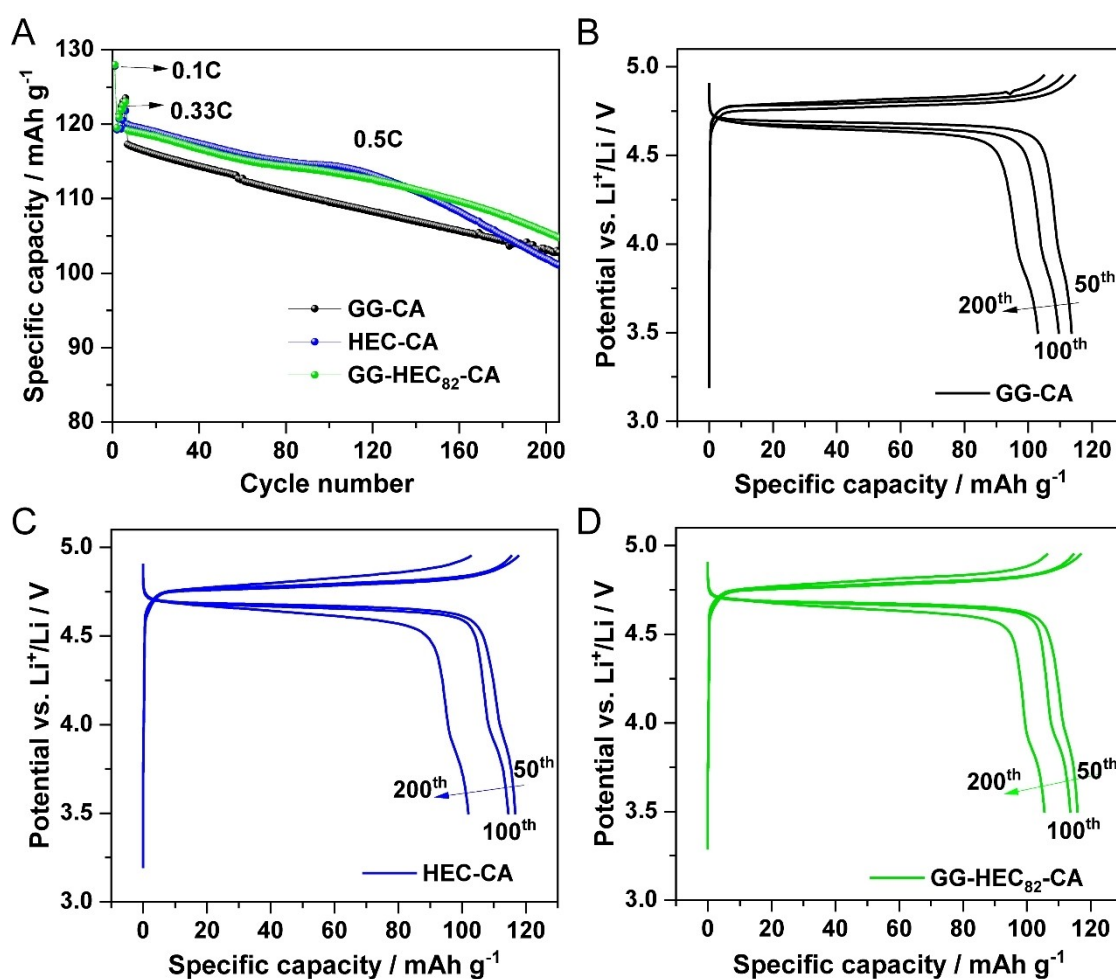 A
Specific capacity / mAh g⁻¹
130
120
110
100
90
80
0.1C
0.33C
0.5C
GG-CA
HEC-CA
GG-HEC₈₂-CA
0 40 80 120 160 200
Cycle number
B
Potential vs. Li⁺/Li / V
5.0
4.5
4.0
3.5
3.0
50ᵗʰ
200ᵗʰ
100ᵗʰ
GG-CA
0 20 40 60 80 100 120
Specific capacity / mAh g⁻¹
C
Potential vs. Li⁺/Li / V
5.0
4.5
4.0
3.5
3.0
50ᵗʰ
200ᵗʰ
100ᵗʰ
HEC-CA
0 20 40 60 80 100 120
Specific capacity / mAh g⁻¹
D
Potential vs. Li⁺/Li / V
5.0
4.5
4.0
3.5
3.0
50ᵗʰ
200ᵗʰ
100ᵗʰ
GG-HEC₈₂-CA
0 20 40 60 80 100 120
Specific capacity / mAh g⁻¹